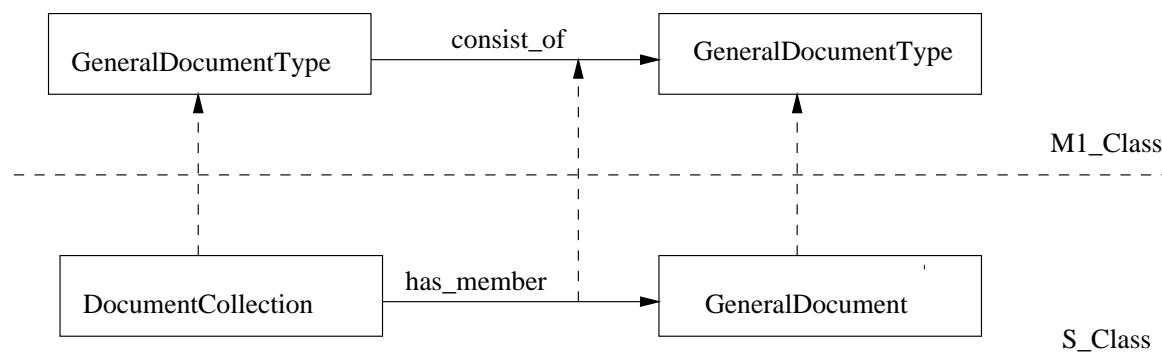 consist_of
GeneralDocumentType
GeneralDocumentType
M1_Class
has_member
DocumentCollection
GeneralDocument
S_Class